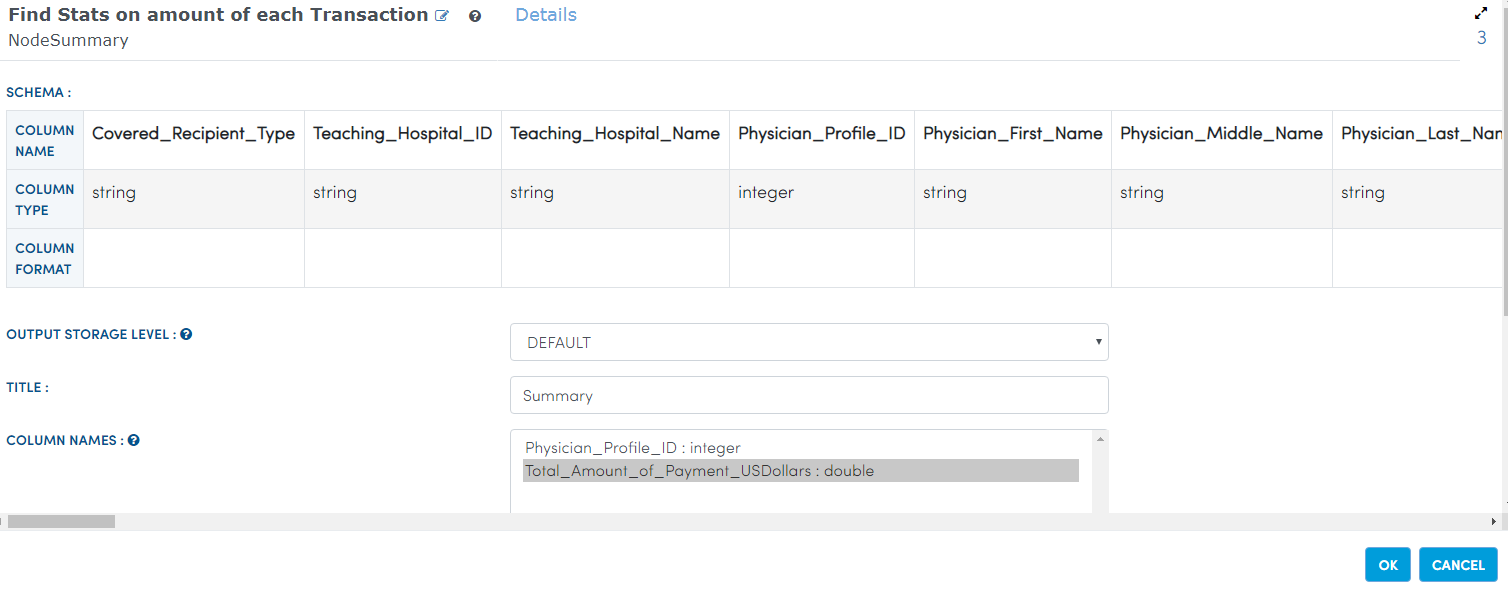 Find Stats on amount of each Transaction Details
NodeSummary
3
SCHEMA :
COLUMN NAME Covered_Recipient_Type Teaching_Hospital_ID Teaching_Hospital_Name Physician_Profile_ID Physician_First_Name Physician_Middle_Name Physician_Last_Nam
COLUMN TYPE string string string integer string string string
COLUMN FORMAT
OUTPUT STORAGE LEVEL :
DEFAULT
TITLE :
Summary
COLUMN NAMES :
Physician_Profile_ID : integer
Total_Amount_of_Payment_USDollars : double
OK CANCEL